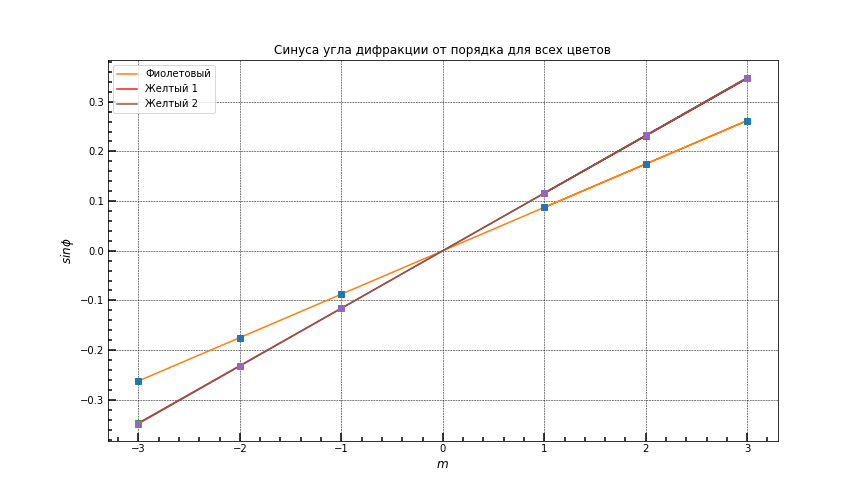 Синуса угла дифракции от порядка для всех цветов
Фиолетовый
Желтый 1
Желтый 2
0.3
0.2
0.1
0.0
−0.1
−0.2
−0.3
sinϕ
−3 −2 −1 0 1 2 3
m